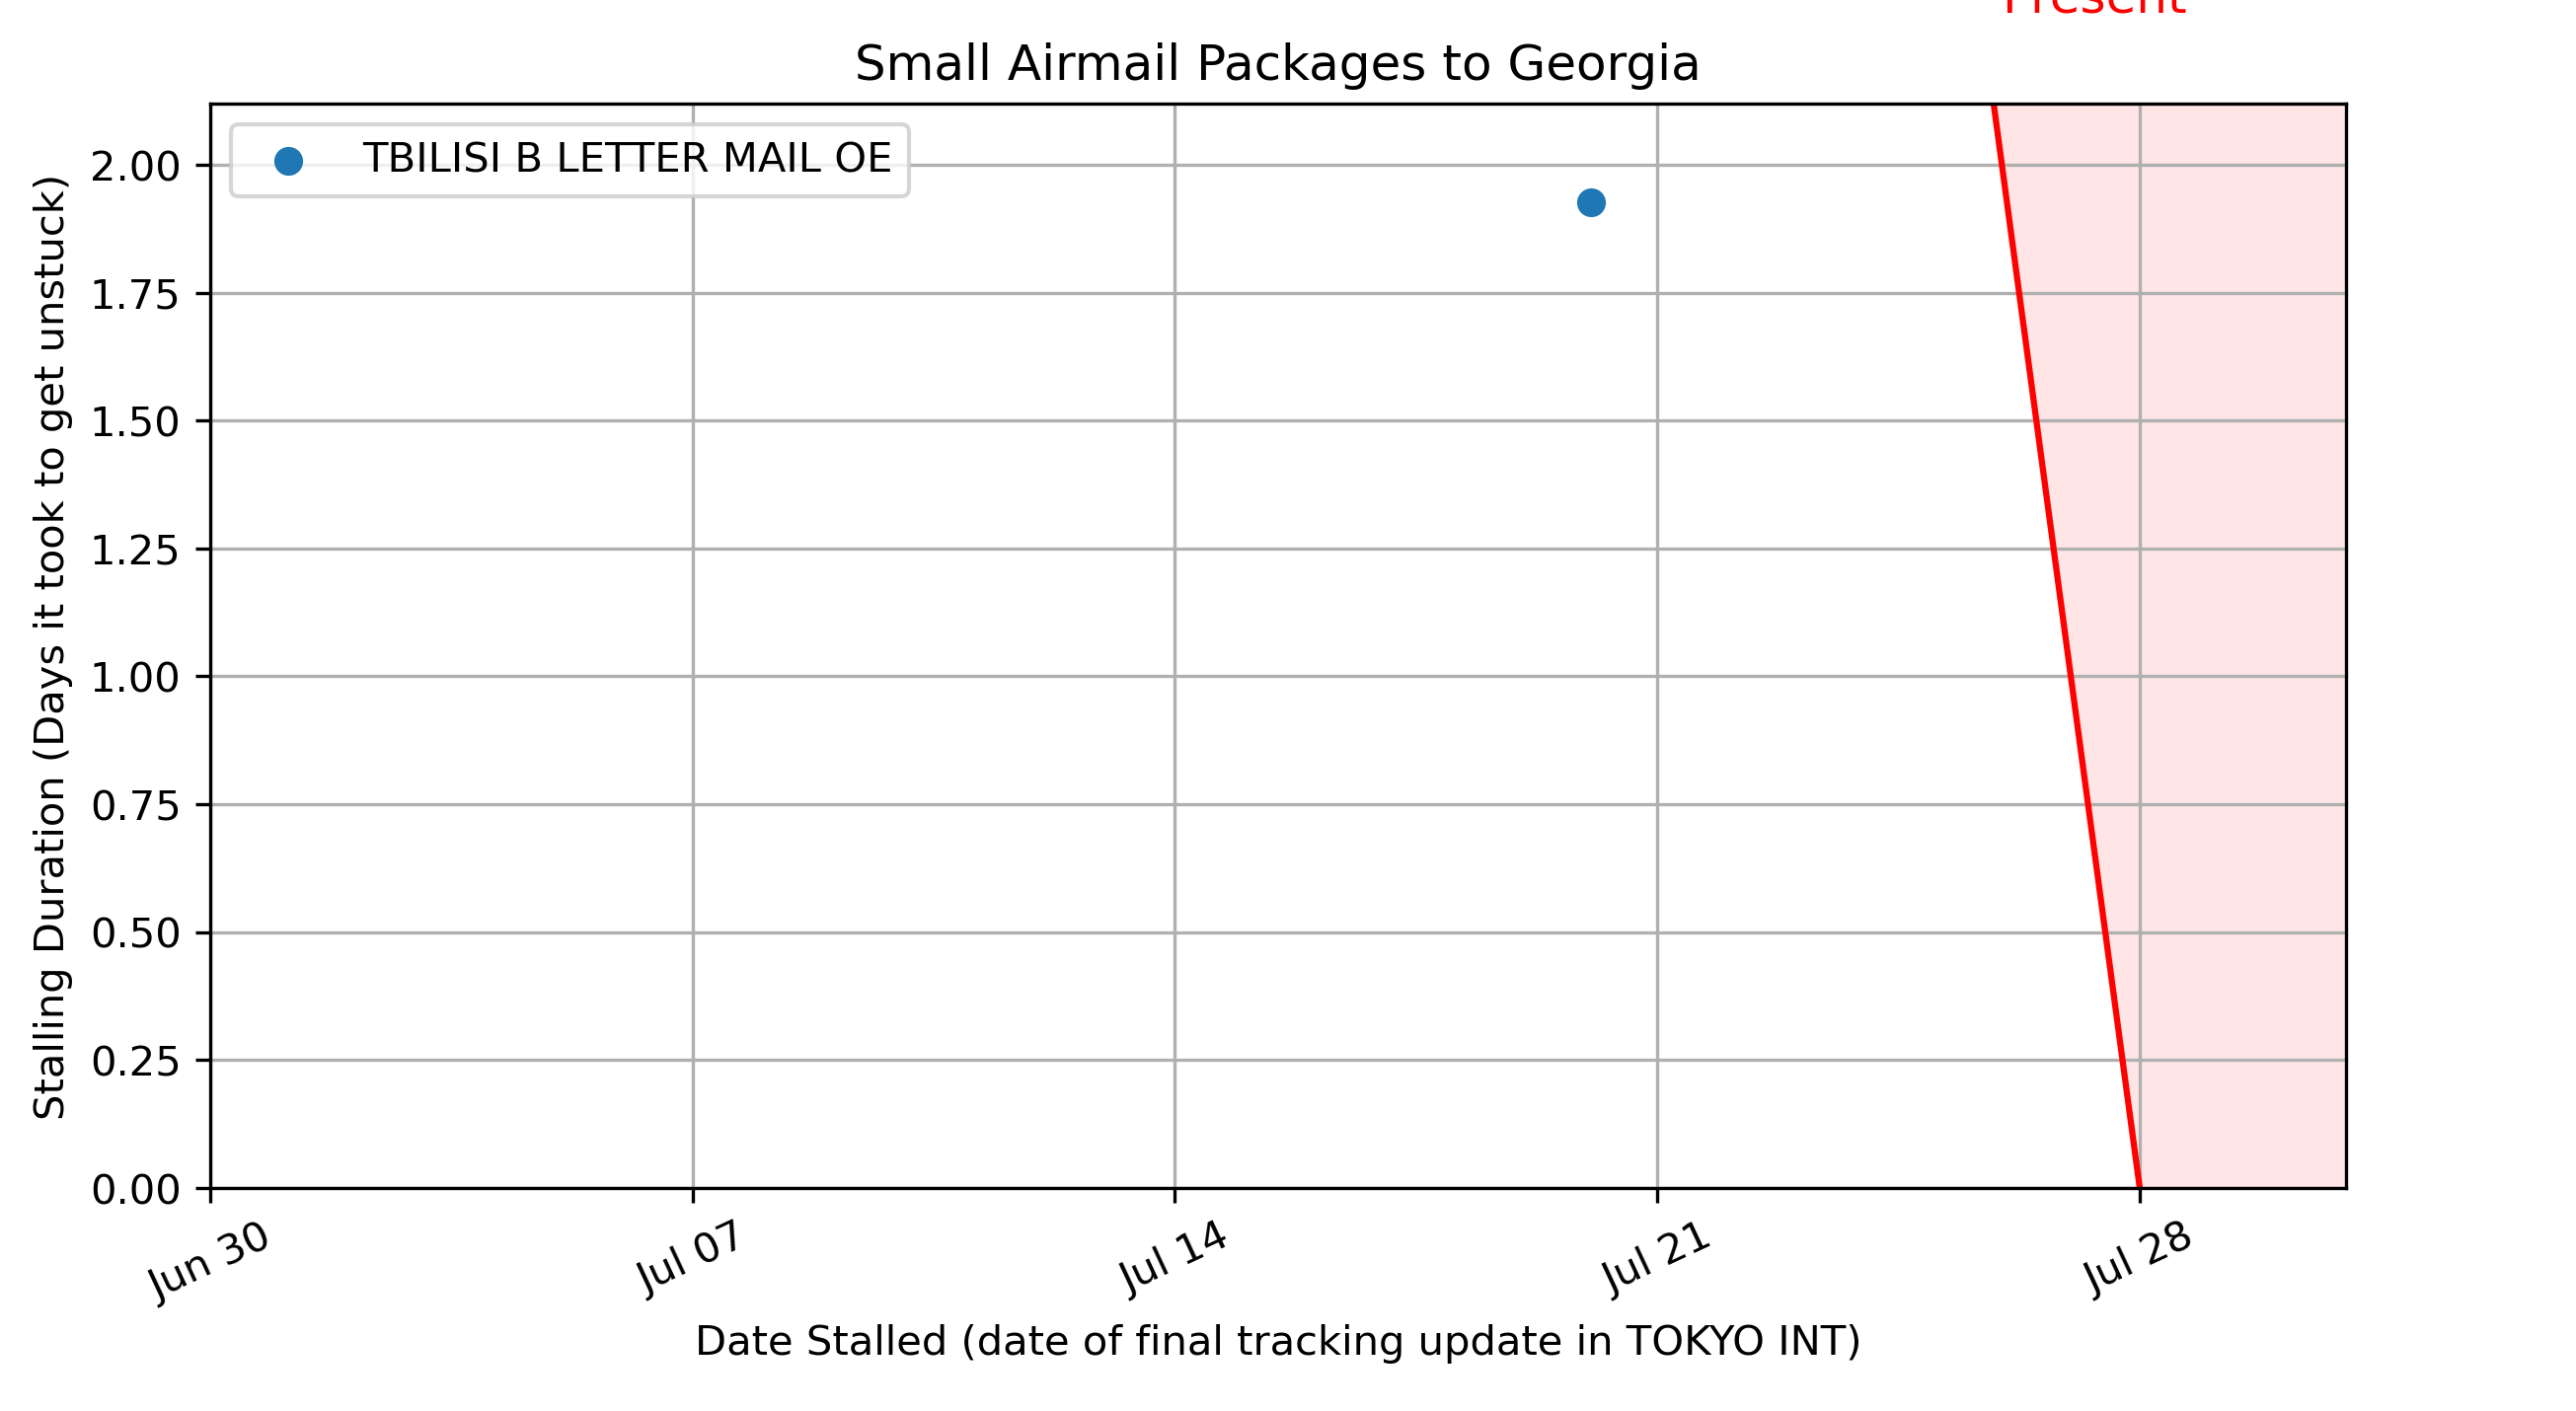 Present
Small Airmail Packages to Georgia
TBILISI B LETTER MAIL OE
Stalling Duration (Days it took to get unstuck)
2.00
1.75
1.50
1.25
1.00
0.75
0.50
0.25
0.00
Jun 30
Jul 07
Jul 14
Jul 21
Jul 28
Date Stalled (date of final tracking update in TOKYO INT)